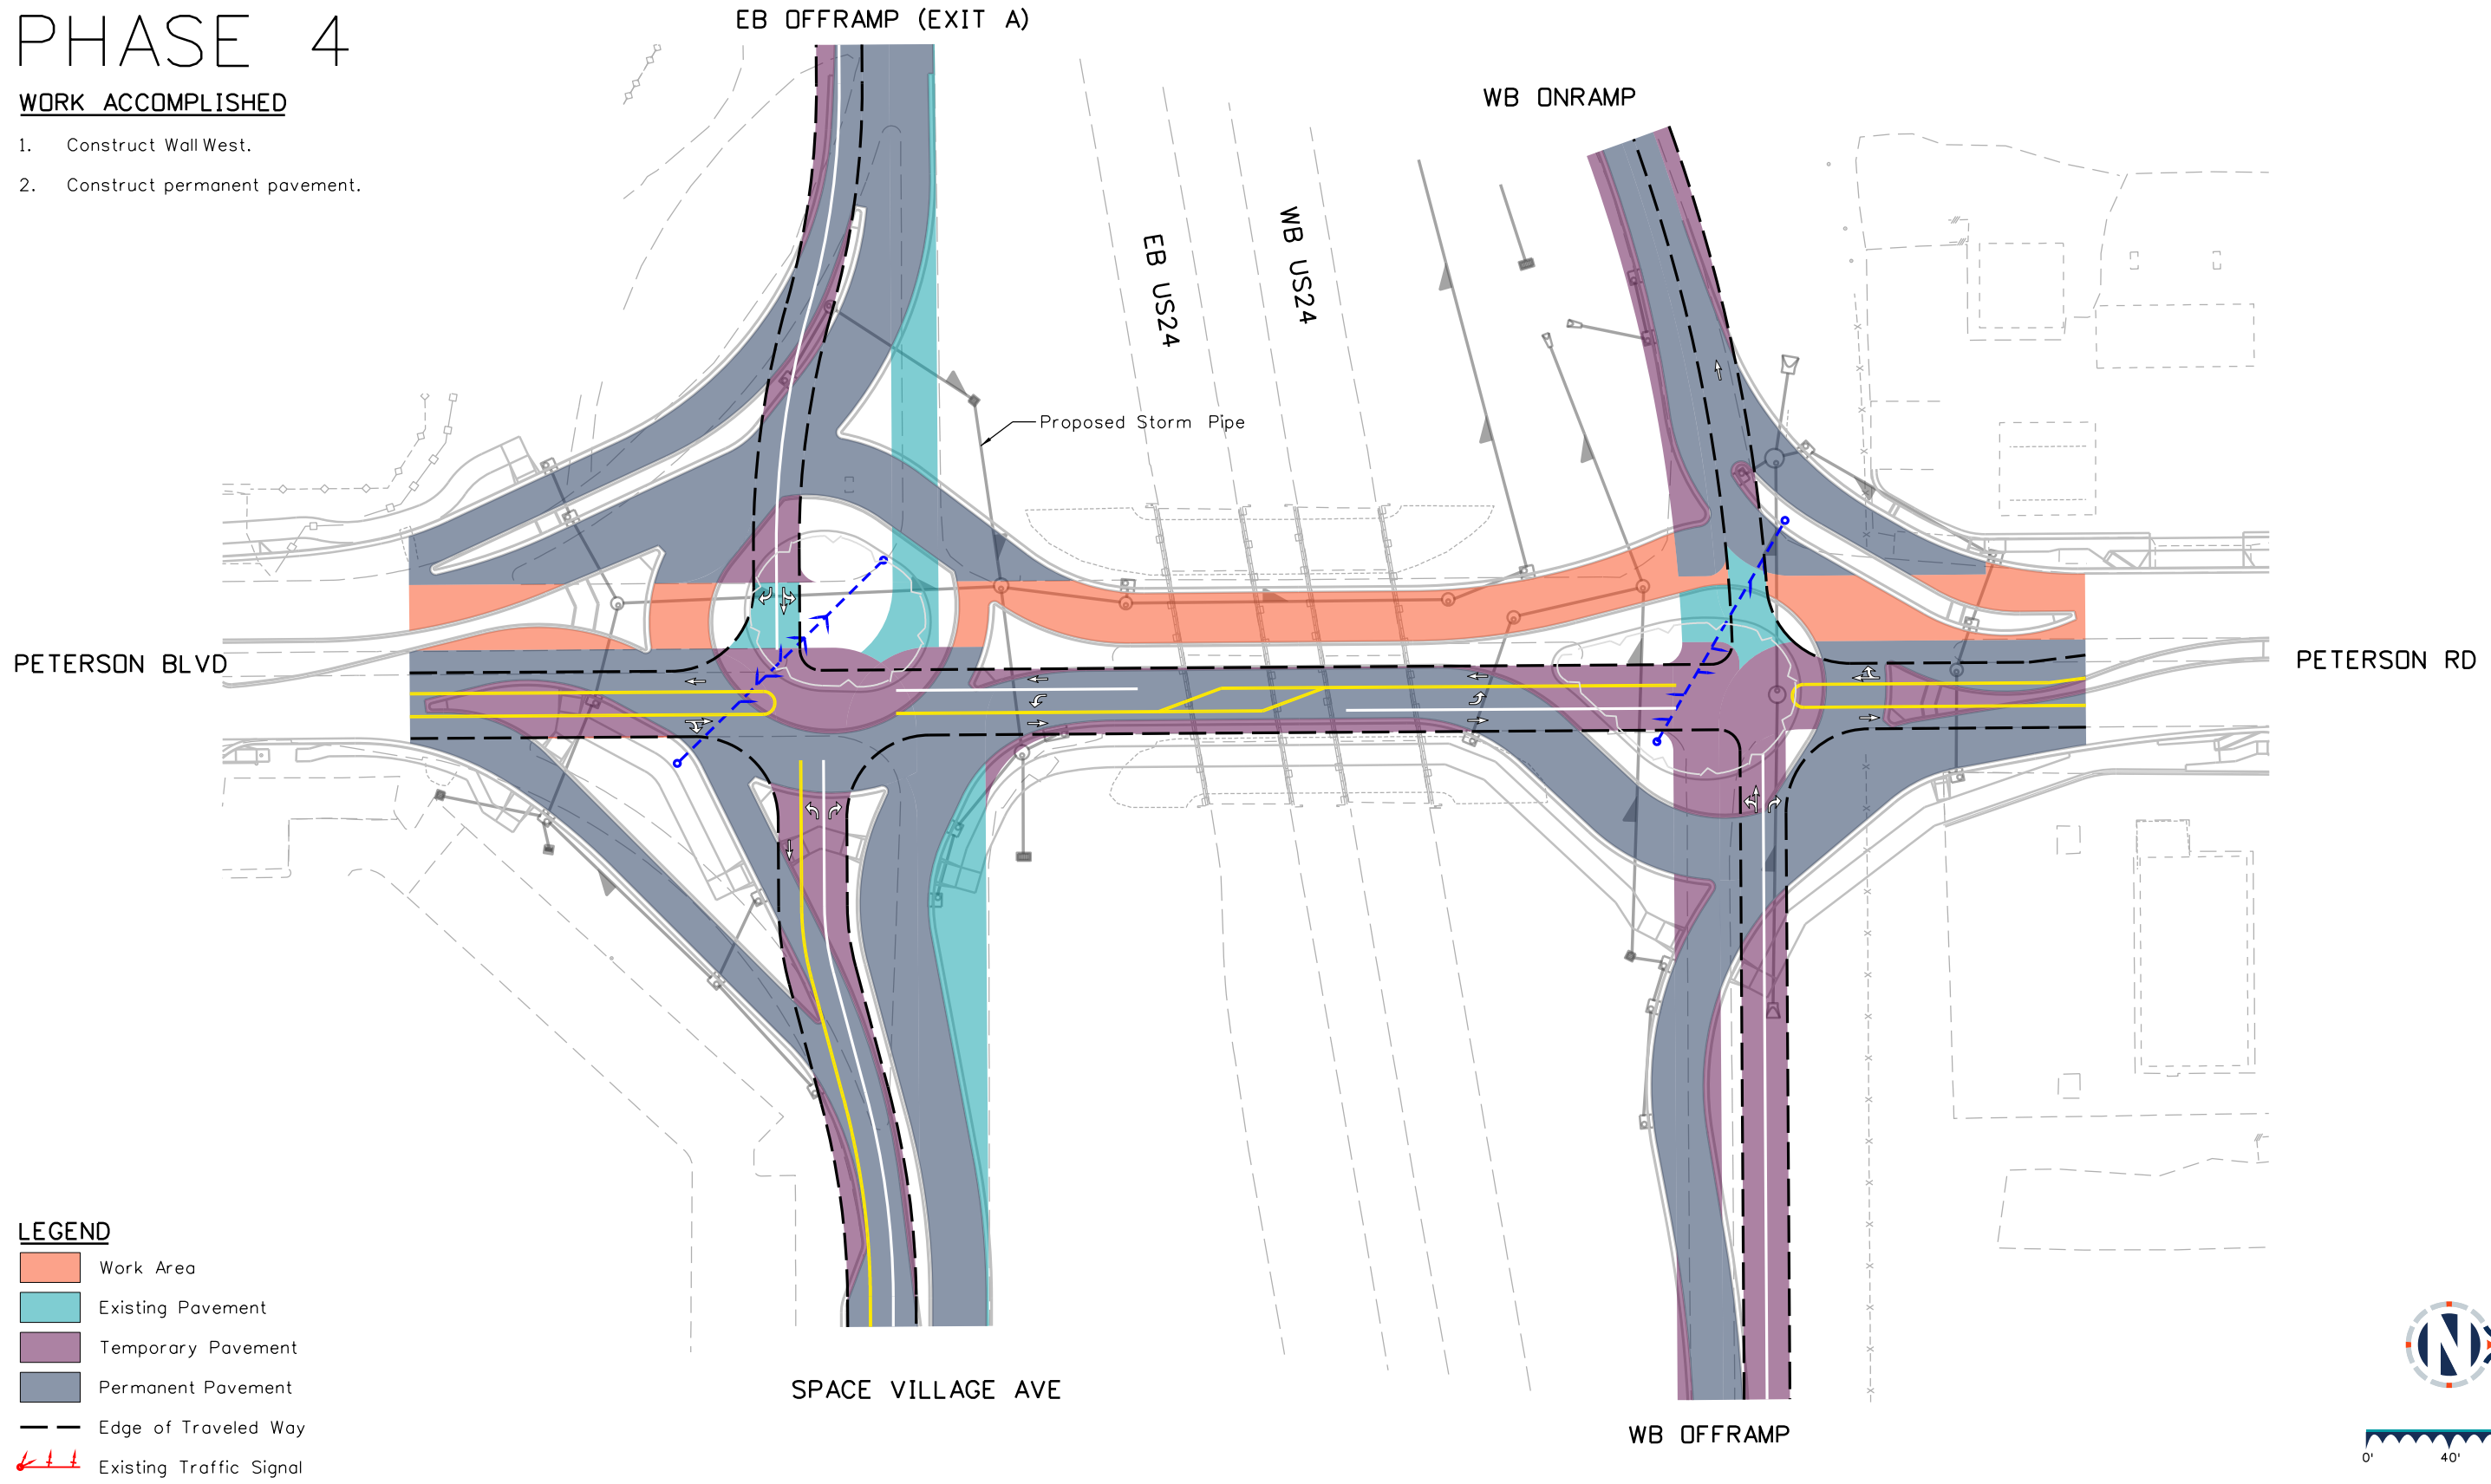 PHASE 4
WORK ACCOMPLISHED
1. Construct Wall West.
2. Construct permanent pavement.
EB OFFRAMP (EXIT A)
WB ONRAMP
EB US24
WB US24
Proposed Storm Pipe
PETERSON BLVD
PETERSON RD
SPACE VILLAGE AVE
WB OFFRAMP
LEGEND
Work Area
Existing Pavement
Temporary Pavement
Permanent Pavement
Edge of Traveled Way
Existing Traffic Signal
N
0' 40'